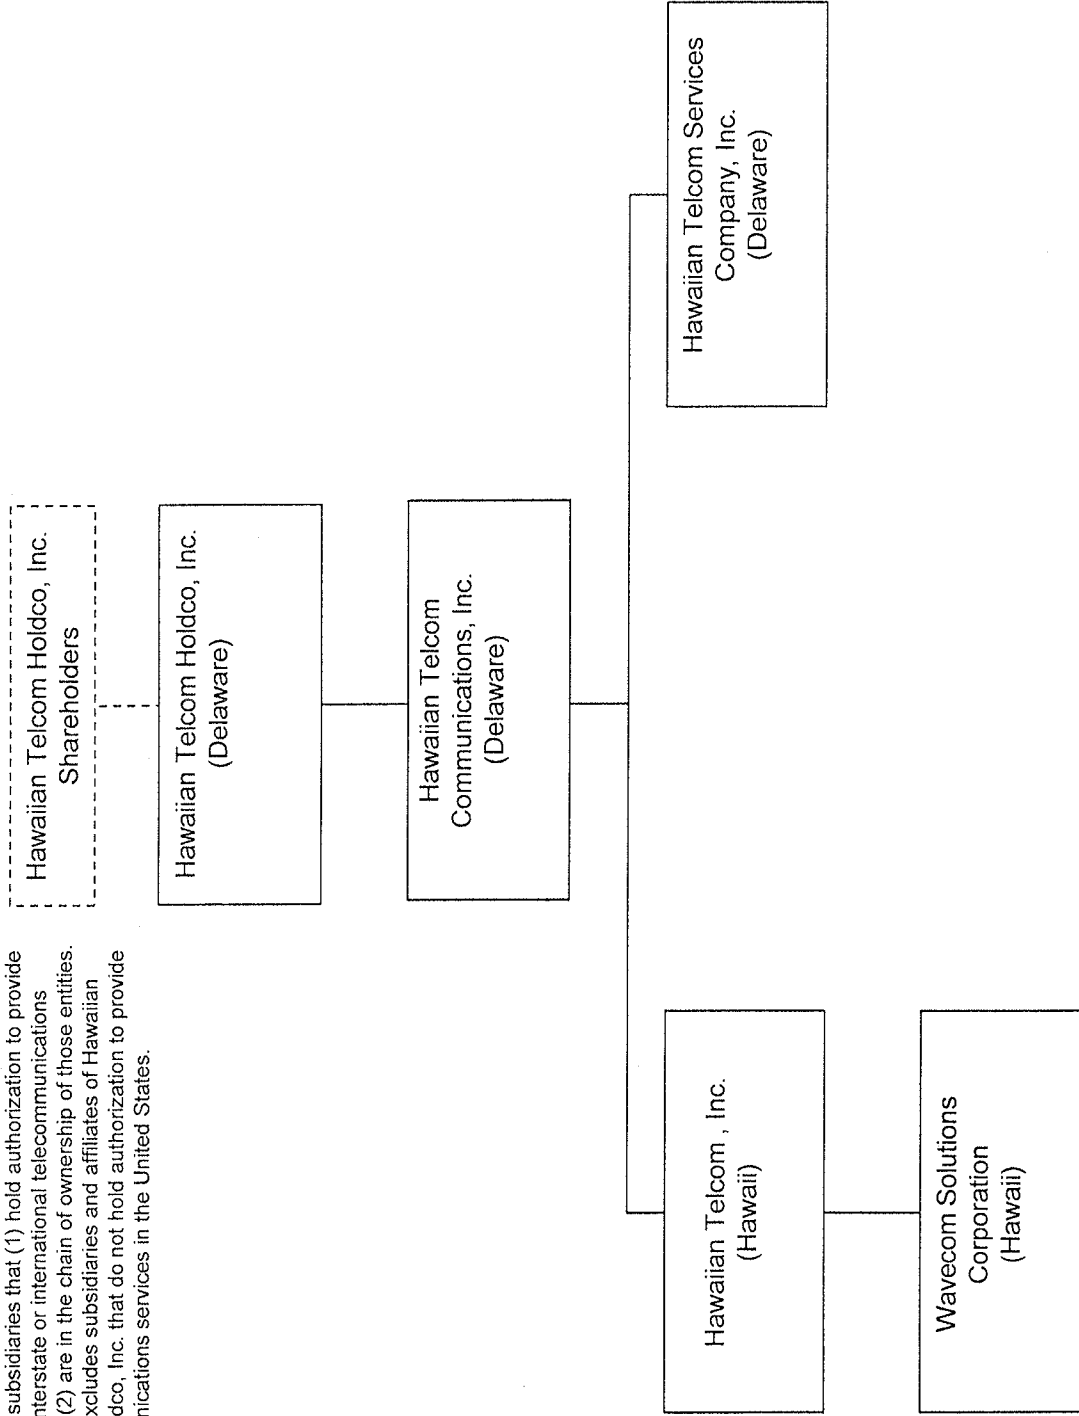 subsidiaries that (1) hold authorization to provide
nterstate or international telecommunications
(2) are in the chain of ownership of those entities.
xcludes subsidiaries and affiliates of Hawaiian
dco, Inc. that do not hold authorization to provide
nications services in the United States.
Hawaiian Telcom Holdco, Inc.
Shareholders
Hawaiian Telcom Holdco, Inc.
(Delaware)
Hawaiian Telcom
Communications, Inc.
(Delaware)
Hawaiian Telcom , Inc.
(Hawaii)
Wavecom Solutions
Corporation
(Hawaii)
Hawaiian Telcom Services
Company, Inc.
(Delaware)